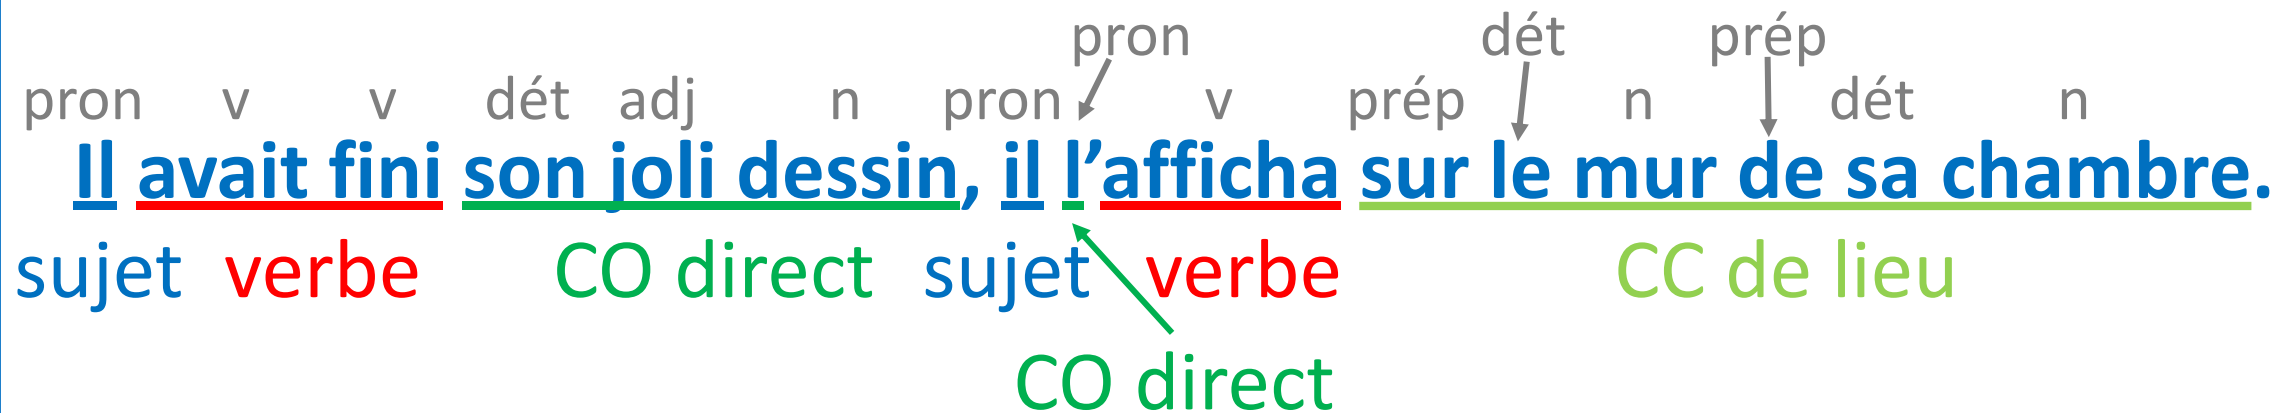 pron dét prép
pron v v dét adj n pron v prép n dét n
Il avait fini son joli dessin, il l’afficha sur le mur de sa chambre.
sujet verbe CO direct sujet verbe CC de lieu
CO direct